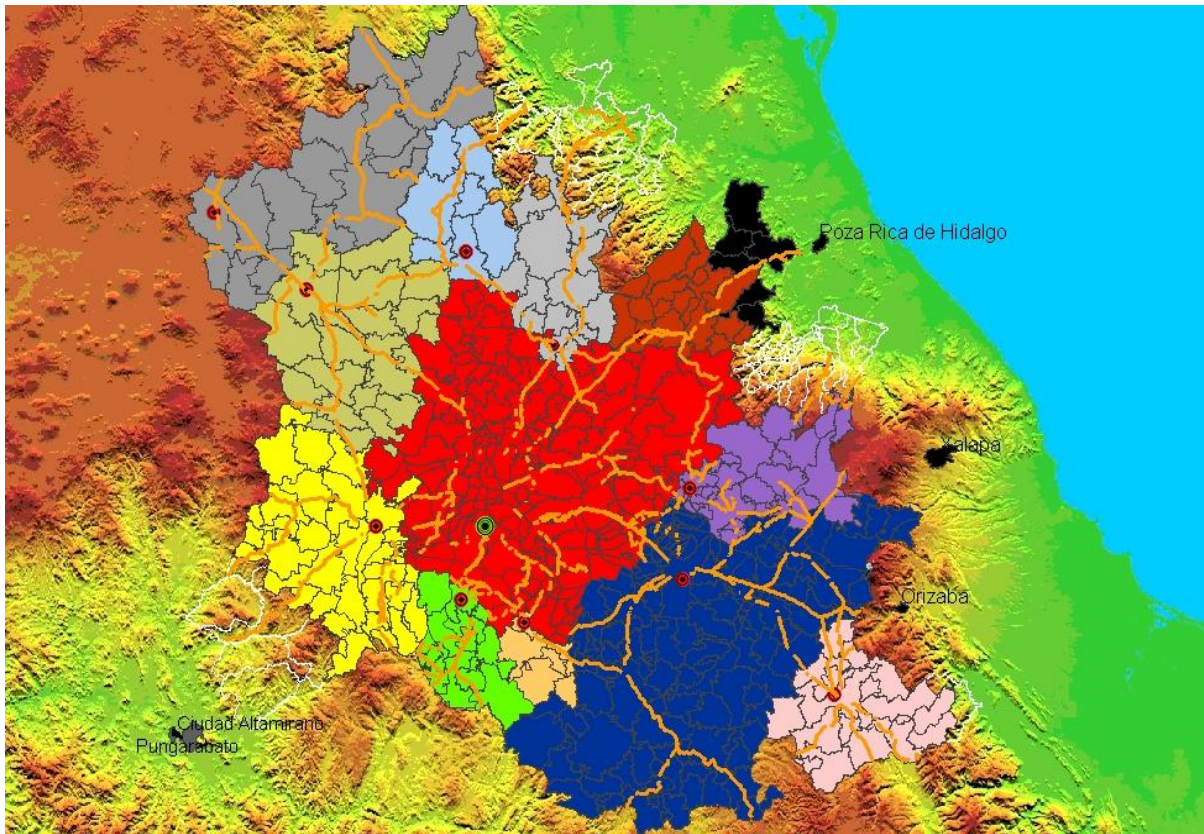 Poza Rica de Hidalgo
Xalapa
Orizaba
Ciudad Altamirano
Pungarabato